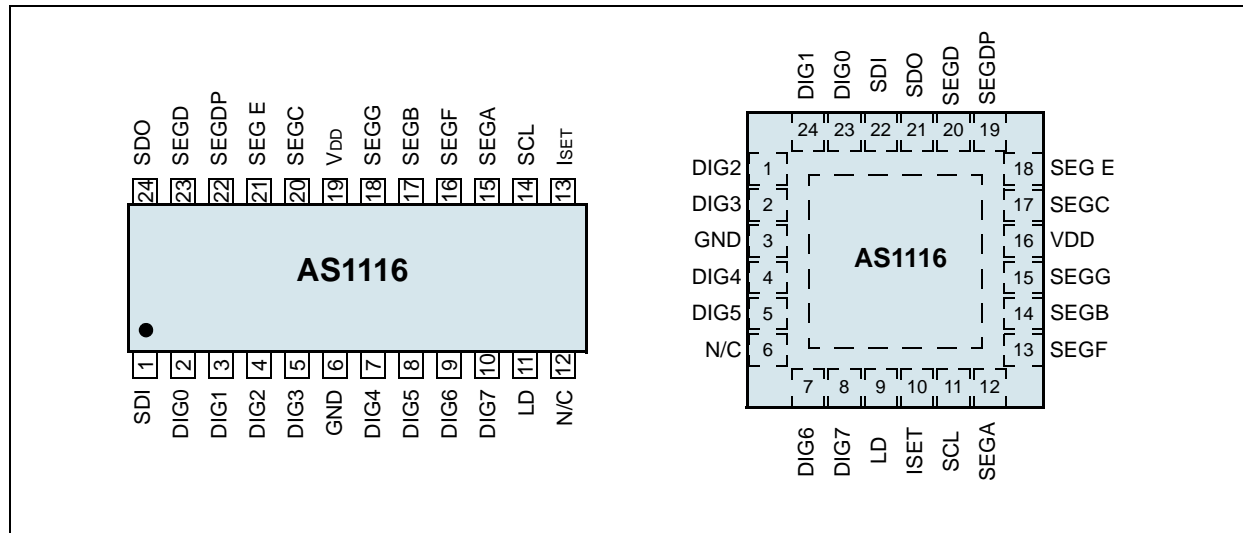 SDO SEGD SEGDP SEG E SEGC VDD SEGG SEGB SEGF SEGA SCL ISET
24 23 22 21 20 19 18 17 16 15 14 13
AS1116
1 2 3 4 5 6 7 8 9 10 11 12
SDI DIG0 DIG1 DIG2 DIG3 GND DIG4 DIG5 DIG6 DIG7 LD N/C
DIG1 DIG0 SDI SDO SEGD SEGDP
24 23 22 21 20 19
DIG2 1 18 SEG E
DIG3 2 17 SEGC
GND 3 16 VDD
AS1116
DIG4 4 15 SEGG
DIG5 5 14 SEGB
N/C 6 13 SEGF
7 8 9 10 11 12
DIG6 DIG7 LD ISET SCL SEGA